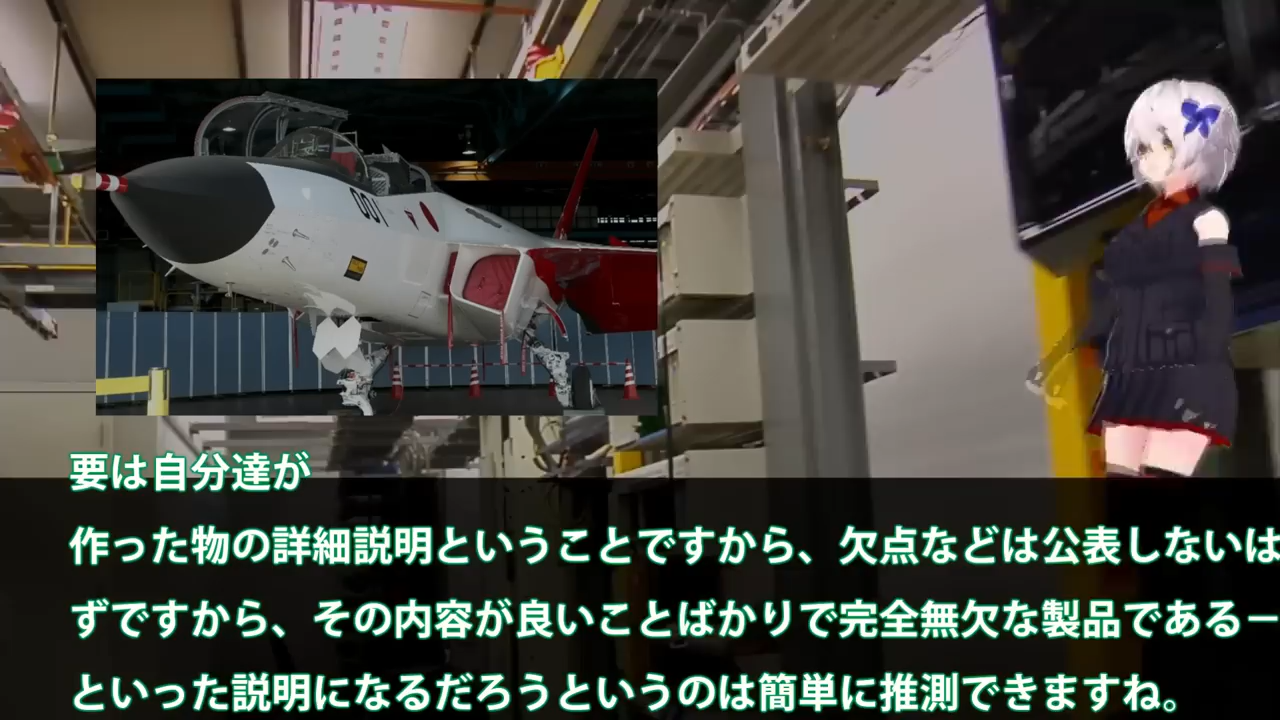 001
要は自分達が
作った物の詳細説明ということですから、欠点などは公表しないは
ずですから、その内容が良いことばかりで完全無欠な製品である－
といった説明になるだろうというのは簡単に推測できますね。